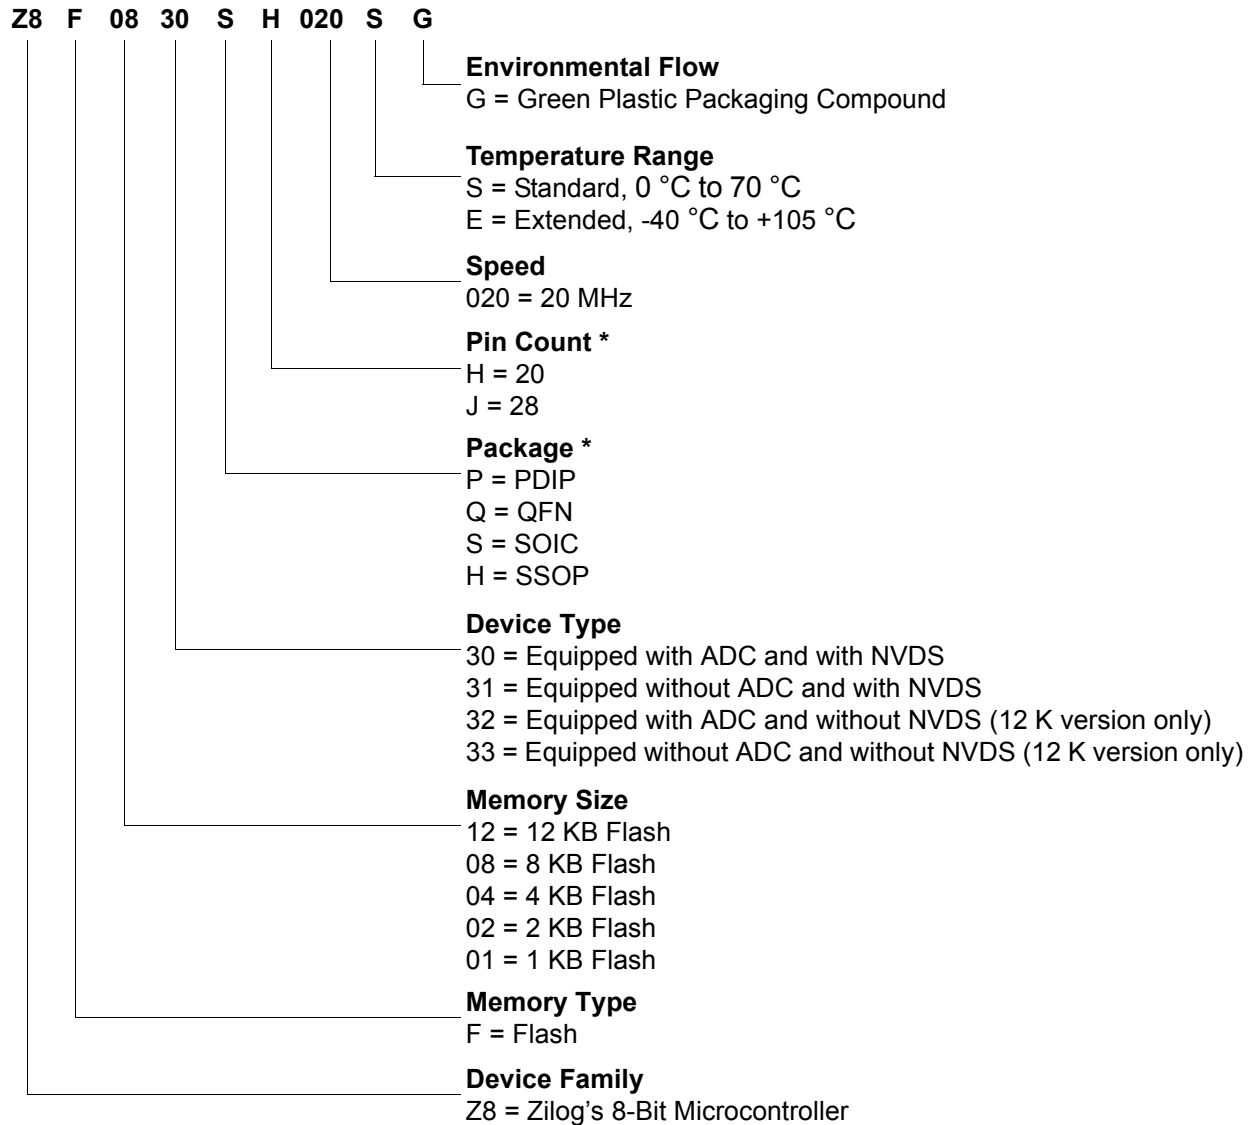 Z8 F 08 30 S H 020 S G
Environmental Flow
G = Green Plastic Packaging Compound
Temperature Range
S = Standard, 0 °C to 70 °C
E = Extended, -40 °C to +105 °C
Speed
020 = 20 MHz
Pin Count *
H = 20
J = 28
Package *
P = PDIP
Q = QFN
S = SOIC
H = SSOP
Device Type
30 = Equipped with ADC and with NVDS
31 = Equipped without ADC and with NVDS
32 = Equipped with ADC and without NVDS (12 K version only)
33 = Equipped without ADC and without NVDS (12 K version only)
Memory Size
12 = 12 KB Flash
08 = 8 KB Flash
04 = 4 KB Flash
02 = 2 KB Flash
01 = 1 KB Flash
Memory Type
F = Flash
Device Family
Z8 = Zilog's 8-Bit Microcontroller